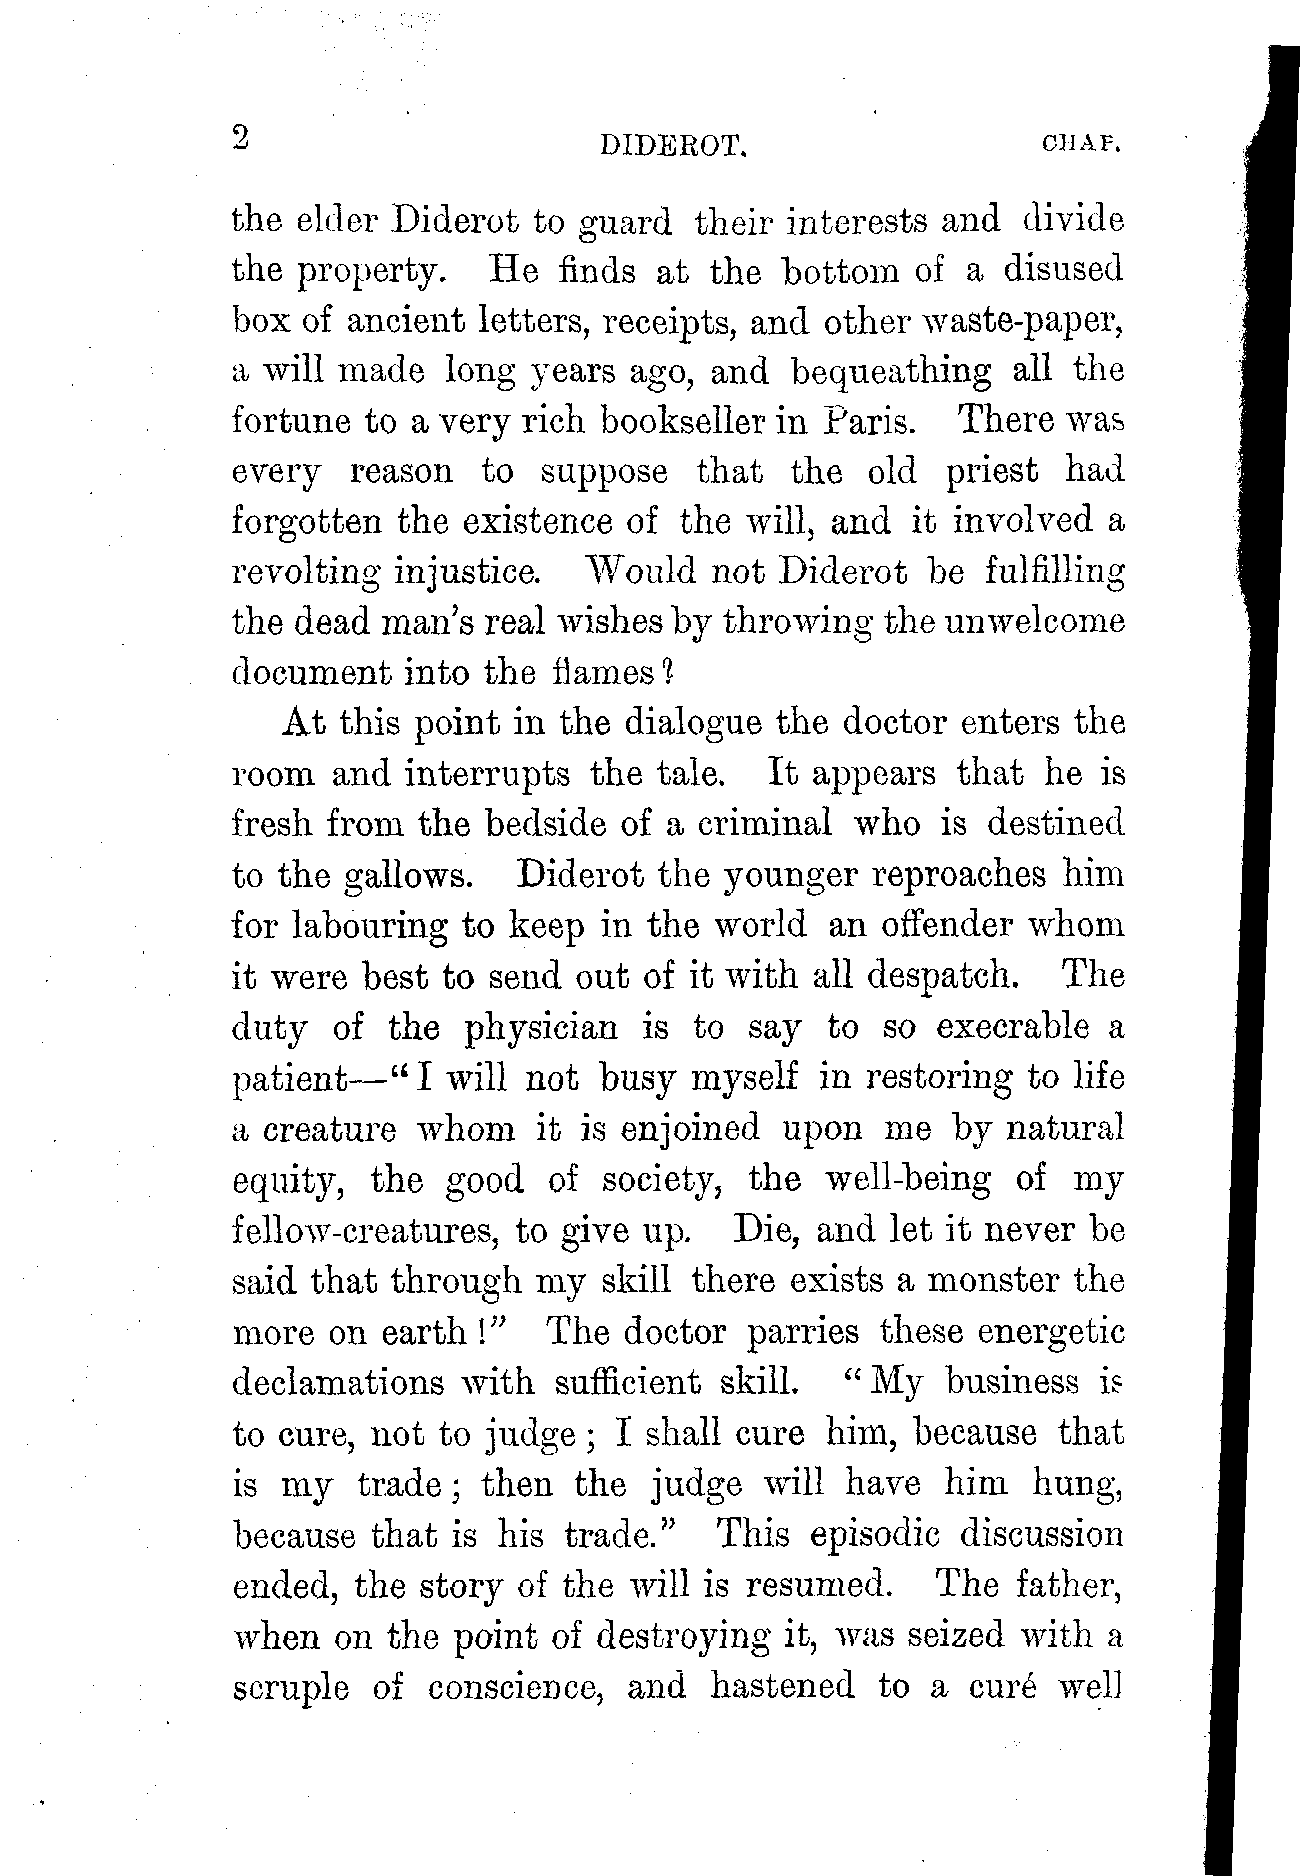 2 DIDEROT. CHAP.
the elder Diderot to guard their interests and divide
the property. He finds at the bottom of a disused
box of ancient letters, receipts, and other waste-paper,
a will made long years ago, and bequeathing all the
fortune to a very rich bookseller in Paris. There was
every reason to suppose that the old priest had
forgotten the existence of the will, and it involved a
revolting injustice. Would not Diderot be fulfilling
the dead man's real wishes by throwing the unwelcome
document into the flames?
At this point in the dialogue the doctor enters the
room and interrupts the tale. It appears that he is
fresh from the bedside of a criminal who is destined
to the gallows. Diderot the younger reproaches him
for labouring to keep in the world an offender whom
it were best to send out of it with all despatch. The
duty of the physician is to say to so execrable a
patient—"I will not busy myself in restoring to life
a creature whom it is enjoined upon me by natural
equity, the good of society, the well-being of my
fellow-creatures, to give up. Die, and let it never be
said that through my skill there exists a monster the
more on earth!" The doctor parries these energetic
declamations with sufficient skill. "My business is
to cure, not to judge; I shall cure him, because that
is my trade; then the judge will have him hung,
because that is his trade." This episodic discussion
ended, the story of the will is resumed. The father,
when on the point of destroying it, was seized with a
scruple of conscience, and hastened to a curé well